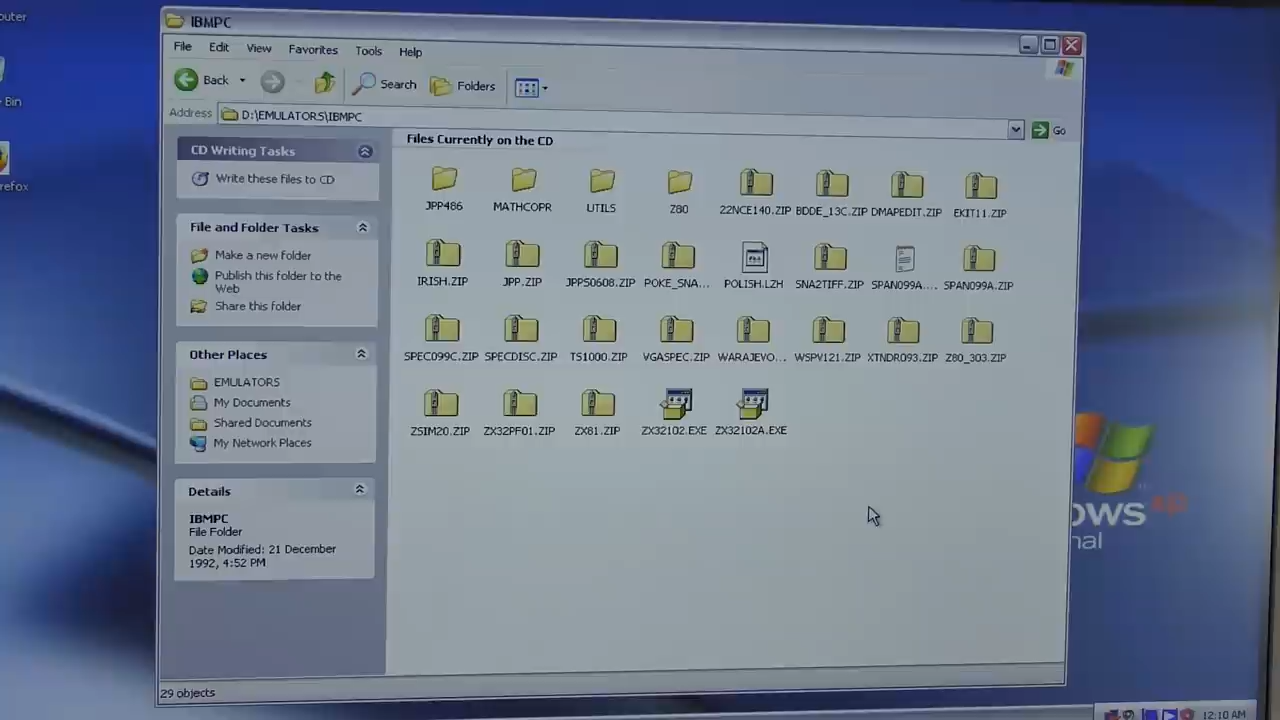 IBMPC
File Edit View Favorites Tools Help
Back Search Folders
Address D:\EMULATORS\IBMPC Go
Bin
CD Writing Tasks
Write these files to CD
File and Folder Tasks
Make a new folder
Publish this folder to the
Web
Share this folder
Other Places
EMULATORS
My Documents
Shared Documents
My Network Places
Details
IBMPC
File Folder
Date Modified: 21 December
1992, 4:52 PM
Files Currently on the CD
JPP486 MATHCOPR UTILS Z80 22NCE140.ZIP BDDE_13C.ZIP DMAPEDIT.ZIP EKIT11.ZIP
IRISH.ZIP JPP.ZIP JPPS0608.ZIP POKE_SNA... POLISH.LZH SNA2TIFF.ZIP SPAN099A.... SPAN099A.ZIP
SPEC099C.ZIP SPECDISC.ZIP TS1000.ZIP VGASPEC.ZIP WARAJEVO... WSPV121.ZIP XTNDR093.ZIP Z80_303.ZIP
ZSIM20.ZIP ZX32PF01.ZIP ZX81.ZIP ZX32102.EXE ZX32102A.EXE
29 objects
ows xp
nal
12:10 AM